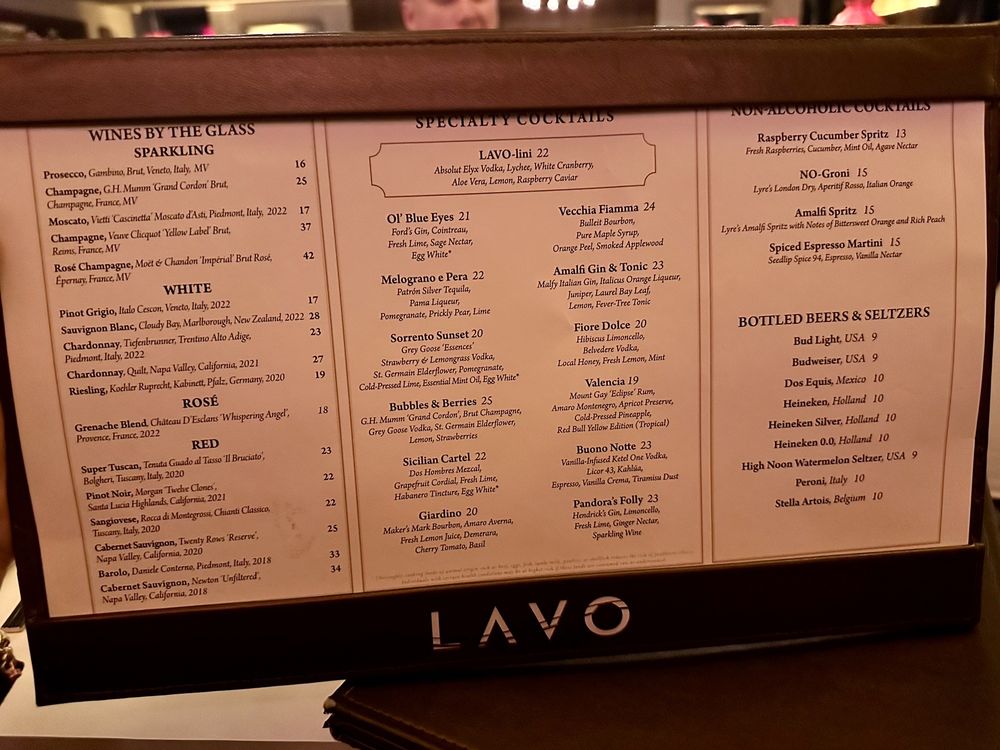 WINES BY THE GLASS
SPARKLING
Prosecco, Gambino, Brut, Veneto, Italy, MV 16
Champagne, G.H. Mumm 'Grand Cordon' Brut, 25
Champagne, France, MV
Moscato, Vietti 'Cascinetta' Moscato d'Asti, Piedmont, Italy, 2022 17
Champagne, Veuve Clicquot 'Yellow Label' Brut, 37
Reims, France, MV
Rosé Champagne, Moët & Chandon 'Impérial' Brut Rosé, 42
Épernay, France, MV
WHITE
Pinot Grigio, Italo Cescon, Veneto, Italy, 2022 17
Sauvignon Blanc, Cloudy Bay, Marlborough, New Zealand, 2022 28
Chardonnay, Tiefenbrunner, Trentino Alto Adige, 23
Piedmont, Italy, 2022
Chardonnay, Quilt, Napa Valley, California, 2021 27
Riesling, Koehler Ruprecht, Kabinett, Pfalz, Germany, 2020 19
ROSÉ
Grenache Blend, Château D'Esclans 'Whispering Angel', 18
Provence, France, 2022
RED
Super Tuscan, Tenuta Guado al Tasso 'Il Bruciato', 23
Bolgheri, Tuscany, Italy, 2020
Pinot Noir, Morgan 'Twelve Clones',
Santa Lucia Highlands, California, 2021
Sangiovese, Rocca di Montegrossi, Chianti Classico, 22
Tuscany, Italy, 2020
Cabernet Sauvignon, Twenty Rows 'Reserve', 25
Napa Valley, California, 2020
Barolo, Daniele Conterno, Piedmont, Italy, 2018 33
Cabernet Sauvignon, Newton 'Unfiltered', 34
Napa Valley, California, 2018
SPECIALTY COCKTAILS
LAVO-lini 22
Absolut Elyx Vodka, Lychee, White Cranberry,
Aloe Vera, Lemon, Raspberry Caviar
Ol' Blue Eyes 21
Ford's Gin, Cointreau,
Fresh Lime, Sage Nectar,
Egg White*
Melograno e Pera 22
Patrón Silver Tequila,
Pama Liqueur,
Pomegranate, Prickly Pear, Lime
Sorrento Sunset 20
Grey Goose 'Essences'
Strawberry & Lemongrass Vodka,
St. Germain Elderflower, Pomegranate,
Cold-Pressed Lime, Essential Mint Oil, Egg White*
Bubbles & Berries 25
G.H. Mumm 'Grand Cordon', Brut, Champagne,
Grey Goose Vodka, St. Germain Elderflower,
Lemon, Strawberries
Sicilian Cartel 22
Dos Hombres Mezcal,
Grapefruit Cordial, Fresh Lime,
Habanero Tincture, Egg White*
Giardino 20
Maker's Mark Bourbon, Amaro Averna,
Fresh Lemon Juice, Demerara,
Cherry Tomato, Basil
Vecchia Fiamma 24
Bulleit Bourbon,
Pure Maple Syrup,
Orange Peel, Smoked Applewood
Amalfi Gin & Tonic 23
Malfy Italian Gin, Italicus Orange Liqueur,
Juniper, Laurel Bay Leaf,
Lemon, Fever-Tree Tonic
Fiore Dolce 20
Hibiscus Limoncello,
Belvedere Vodka,
Local Honey, Fresh Lemon, Mint
Valencia 19
Mount Gay 'Eclipse' Rum,
Amaro Montenegro, Apricot Preserve,
Cold-Pressed Pineapple,
Red Bull Yellow Edition (Tropical)
Buono Notte 23
Vanilla-Infused Ketel One Vodka,
Licor 43, Kahlúa,
Espresso, Vanilla Crema, Tiramisu Dust
Pandora's Folly 23
Hendrick's Gin, Limoncello,
Fresh Lime, Ginger Nectar,
Sparkling Wine
NON-ALCOHOLIC COCKTAILS
Raspberry Cucumber Spritz 13
Fresh Raspberries, Cucumber, Mint Oil, Agave Nectar
NO-Groni 15
Lyre's London Dry, Aperitif Rosso, Italian Orange
Amalfi Spritz 15
Lyre's Amalfi Spritz with Notes of Bittersweet Orange and Rich Peach
Spiced Espresso Martini 15
Seedlip Spice 94, Espresso, Vanilla Nectar
BOTTLED BEERS & SELTZERS
Bud Light, USA 9
Budweiser, USA 9
Dos Equis, Mexico 10
Heineken, Holland 10
Heineken Silver, Holland 10
Heineken 0.0, Holland 10
High Noon Watermelon Seltzer, USA 9
Peroni, Italy 10
Stella Artois, Belgium 10
LAVO